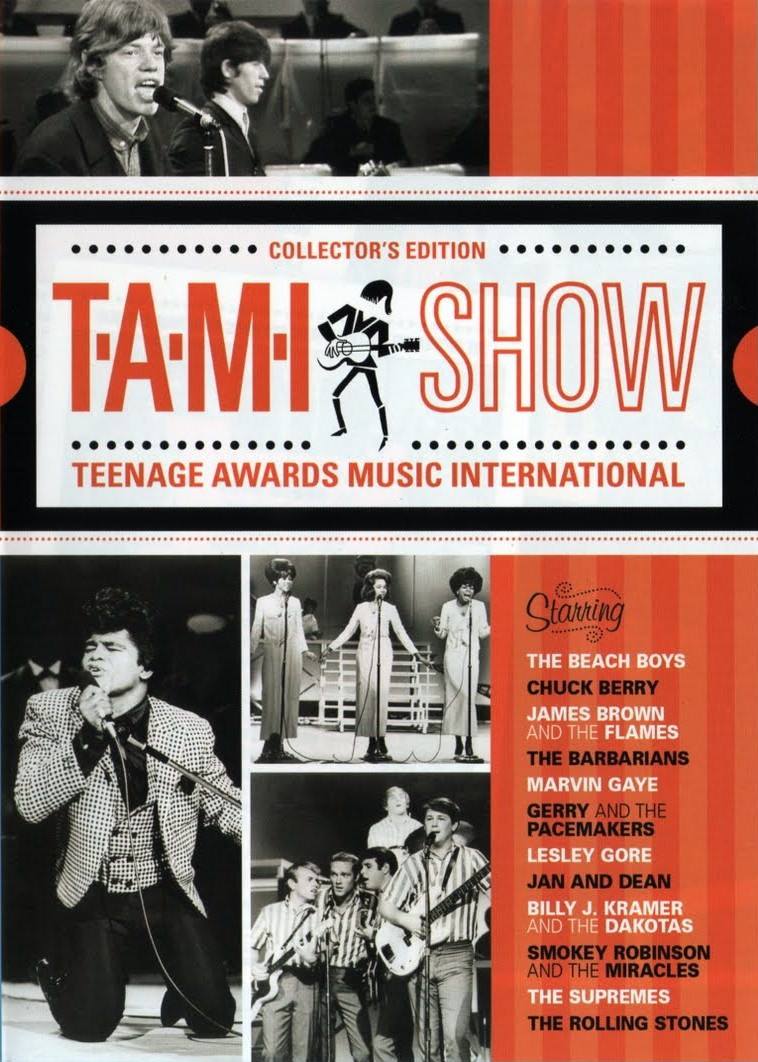 COLLECTOR'S EDITION
T·A·M·I SHOW
TEENAGE AWARDS MUSIC INTERNATIONAL
Starring
THE BEACH BOYS
CHUCK BERRY
JAMES BROWN
AND THE FLAMES
THE BARBARIANS
MARVIN GAYE
GERRY AND THE
PACEMAKERS
LESLEY GORE
JAN AND DEAN
BILLY J. KRAMER
AND THE DAKOTAS
SMOKEY ROBINSON
AND THE MIRACLES
THE SUPREMES
THE ROLLING STONES